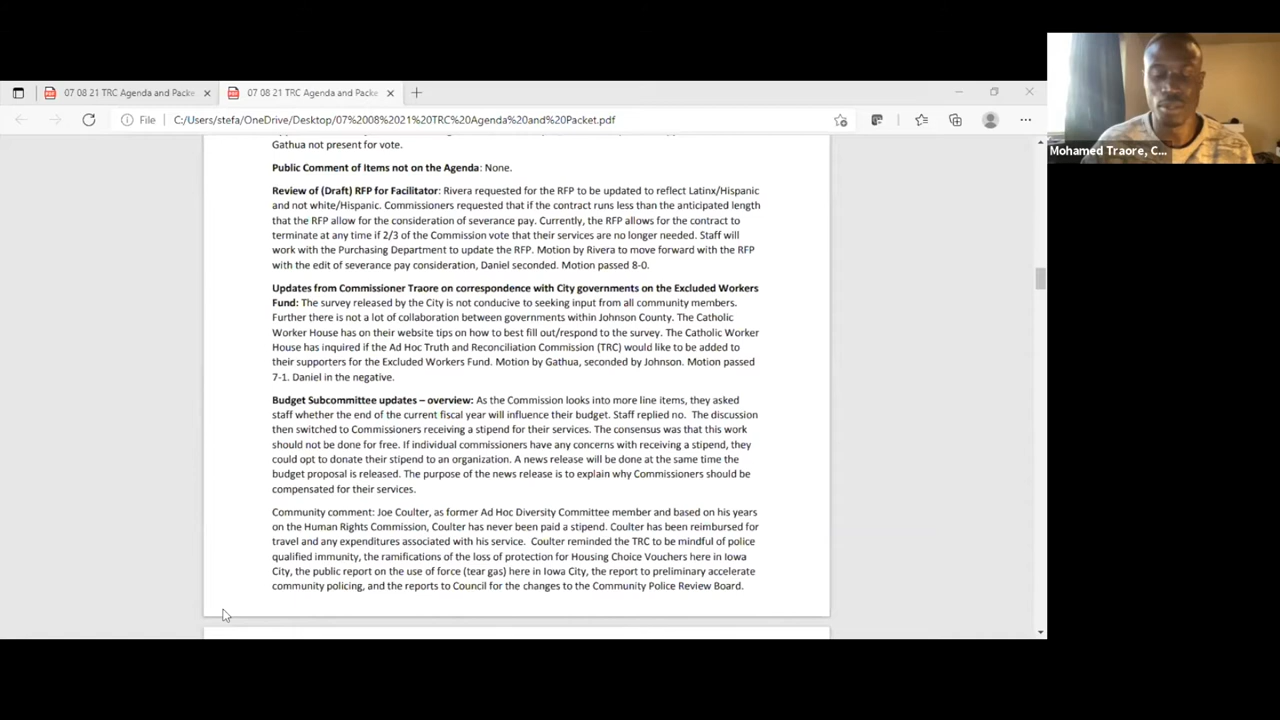 07 08 21 TRC Agenda and Packe
07 08 21 TRC Agenda and Packe
File
C:/Users/stefa/OneDrive/Desktop/07%2008%2021%20TRC%20Agenda%20and%20Packet.pdf
Mohamed Traore, C...
Gathua not present for vote.
Public Comment of Items not on the Agenda: None.
Review of (Draft) RFP for Facilitator: Rivera requested for the RFP to be updated to reflect Latinx/Hispanic
and not white/Hispanic. Commissioners requested that if the contract runs less than the anticipated length
that the RFP allow for the consideration of severance pay. Currently, the RFP allows for the contract to
terminate at any time if 2/3 of the Commission vote that their services are no longer needed. Staff will
work with the Purchasing Department to update the RFP. Motion by Rivera to move forward with the RFP
with the edit of severance pay consideration, Daniel seconded. Motion passed 8-0.
Updates from Commissioner Traore on correspondence with City governments on the Excluded Workers
Fund: The survey released by the City is not conducive to seeking input from all community members.
Further there is not a lot of collaboration between governments within Johnson County. The Catholic
Worker House has on their website tips on how to best fill out/respond to the survey. The Catholic Worker
House has inquired if the Ad Hoc Truth and Reconciliation Commission (TRC) would like to be added to
their supporters for the Excluded Workers Fund. Motion by Gathua, seconded by Johnson. Motion passed
7-1. Daniel in the negative.
Budget Subcommittee updates – overview: As the Commission looks into more line items, they asked
staff whether the end of the current fiscal year will influence their budget. Staff replied no. The discussion
then switched to Commissioners receiving a stipend for their services. The consensus was that this work
should not be done for free. If individual commissioners have any concerns with receiving a stipend, they
could opt to donate their stipend to an organization. A news release will be done at the same time the
budget proposal is released. The purpose of the news release is to explain why Commissioners should be
compensated for their services.
Community comment: Joe Coulter, as former Ad Hoc Diversity Committee member and based on his years
on the Human Rights Commission, Coulter has never been paid a stipend. Coulter has been reimbursed for
travel and any expenditures associated with his service. Coulter reminded the TRC to be mindful of police
qualified immunity, the ramifications of the loss of protection for Housing Choice Vouchers here in Iowa
City, the public report on the use of force (tear gas) here in Iowa City, the report to preliminary accelerate
community policing, and the reports to Council for the changes to the Community Police Review Board.